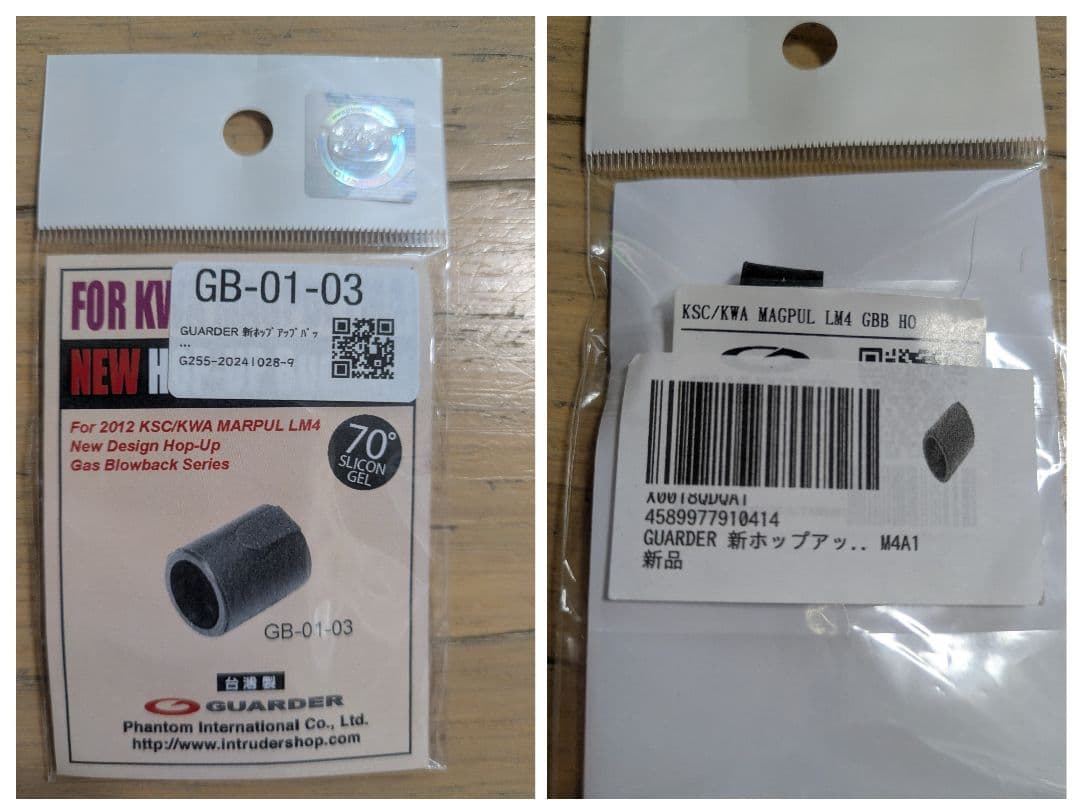 FOR KW
NEW H
GB-01-03
GUARDER 新ﾎｯﾌﾟｱｯﾌﾟﾊﾟｯ
...
G255-20241028-9
For 2012 KSC/KWA MARPUL LM4
New Design Hop-Up
Gas Blowback Series
70°
SLICON
GEL
GB-01-03
台灣製
GUARDER
Phantom International Co., Ltd.
http://www.intrudershop.com
KSC/KWA MAGPUL LM4 GBB HO
X0018QDQAT
4589977910414
GUARDER 新ホップアッ.. M4A1
新品